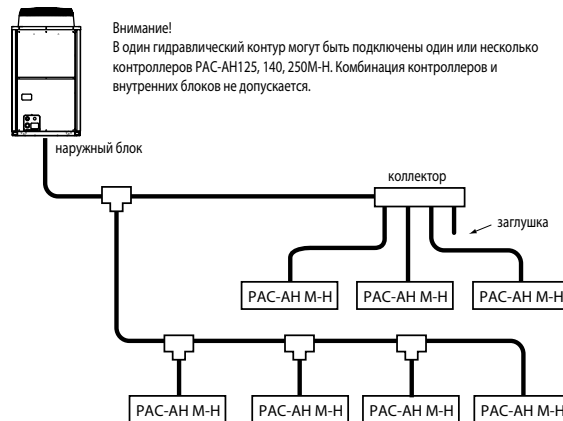 Внимание!
В один гидравлический контур могут быть подключены один или несколько
контроллеров PAC-AH125, 140, 250M-H. Комбинация контроллеров и
внутренних блоков не допускается.
наружный блок
коллектор
заглушка
PAC-AH M-H
PAC-AH M-H
PAC-AH M-H
PAC-AH M-H
PAC-AH M-H
PAC-AH M-H
PAC-AH M-H